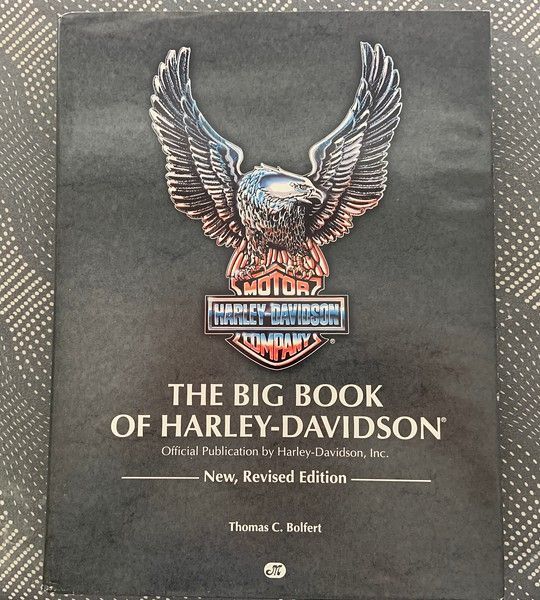 MOTOR
HARLEY-DAVIDSON
COMPANY
®
THE BIG BOOK
OF HARLEY-DAVIDSON®
Official Publication by Harley-Davidson, Inc.
New, Revised Edition
Thomas C. Bolfert
M